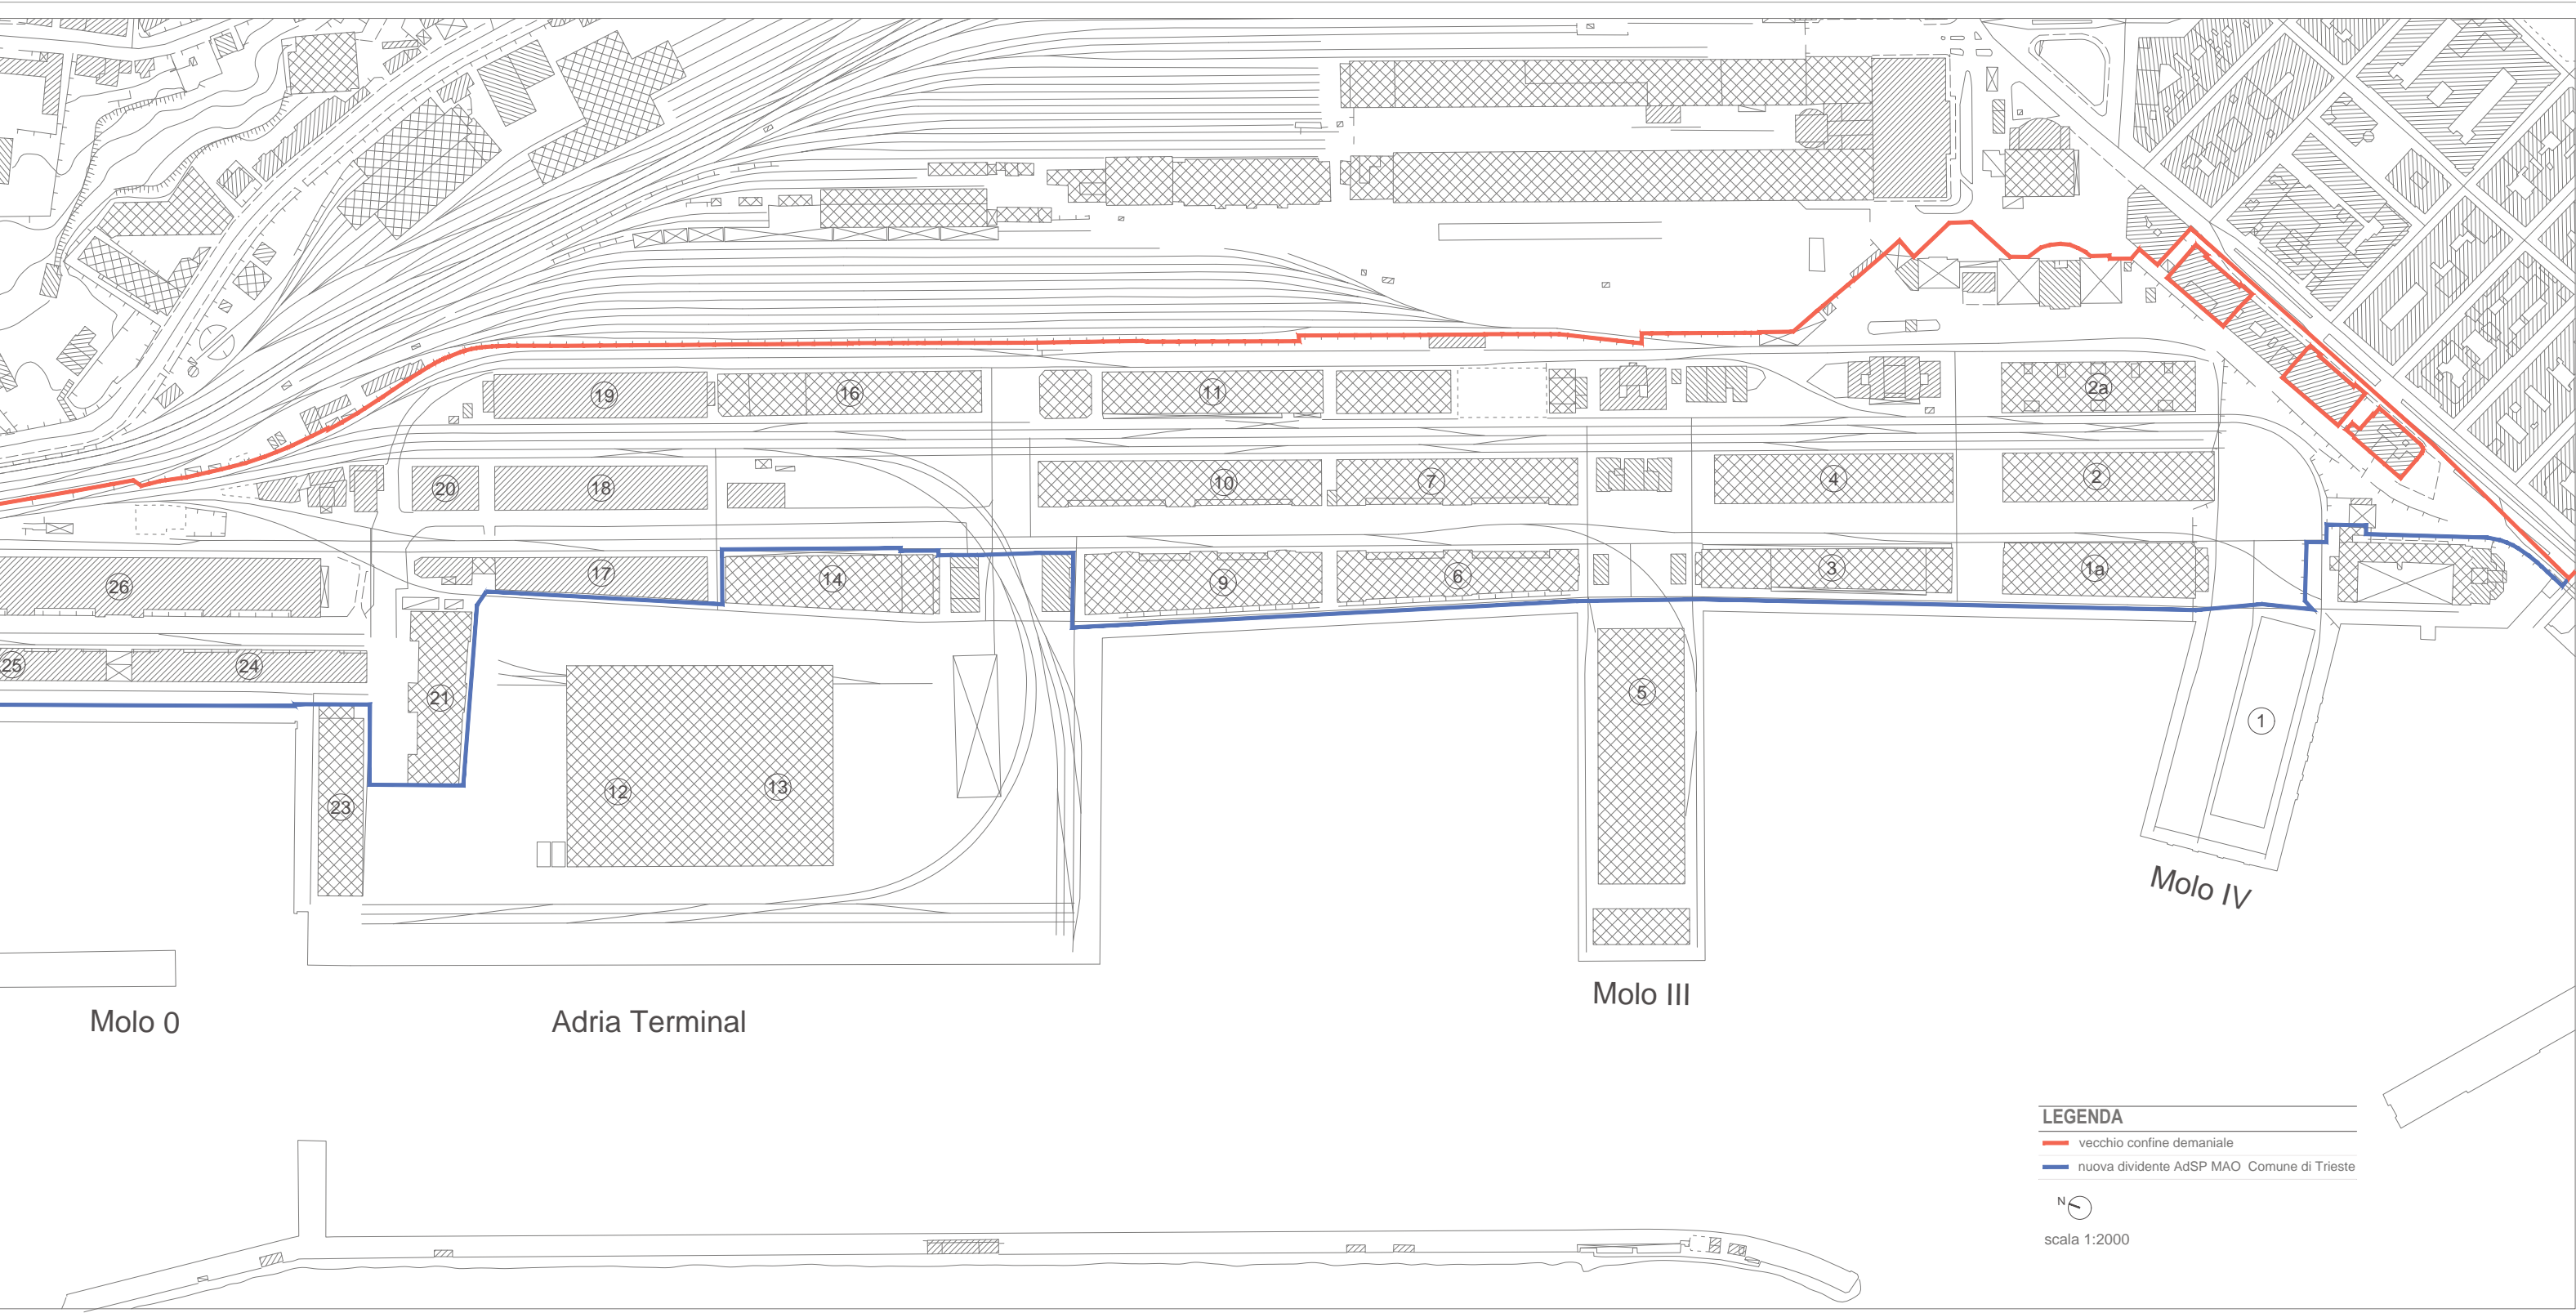 19
16
11
2a
20
18
10
7
4
2
26
17
14
9
6
3
1a
25
24
21
5
1
12
13
23
Molo IV
Molo III
Molo 0
Adria Terminal
LEGENDA
vecchio confine demaniale
nuova dividente AdSP MAO Comune di Trieste
N
scala 1:2000